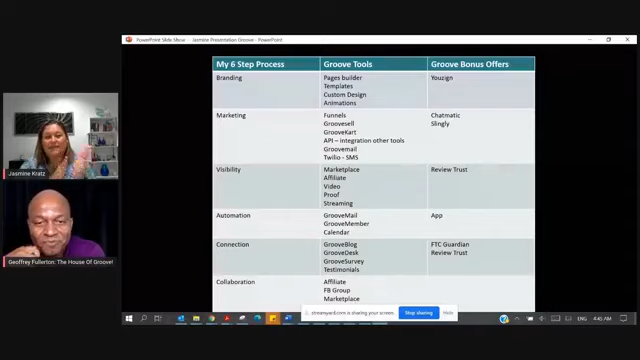 PowerPoint Slide Show - Jasmine Presentation Groove - PowerPoint
My 6 Step Process
Groove Tools
Groove Bonus Offers
Branding
Pages builder
Templates
Custom Design
Animations
Youzign
Marketing
Funnels
Groovesell
GrooveKart
API – integration other tools
Groovemail
Twilio - SMS
Chatmatic
Slingly
Visibility
Marketplace
Affiliate
Video
Proof
Streaming
Review Trust
Automation
GrooveMail
GrooveMember
Calendar
App
Connection
GrooveBlog
GrooveDesk
GrooveSurvey
Testimonials
FTC Guardian
Review Trust
Collaboration
Affiliate
FB Group
Marketplace
Jasmine Kratz
Geoffrey Fullerton: The House Of Groove!
streamyard.com is sharing your screen.
Stop sharing
Hide
4:45 AM